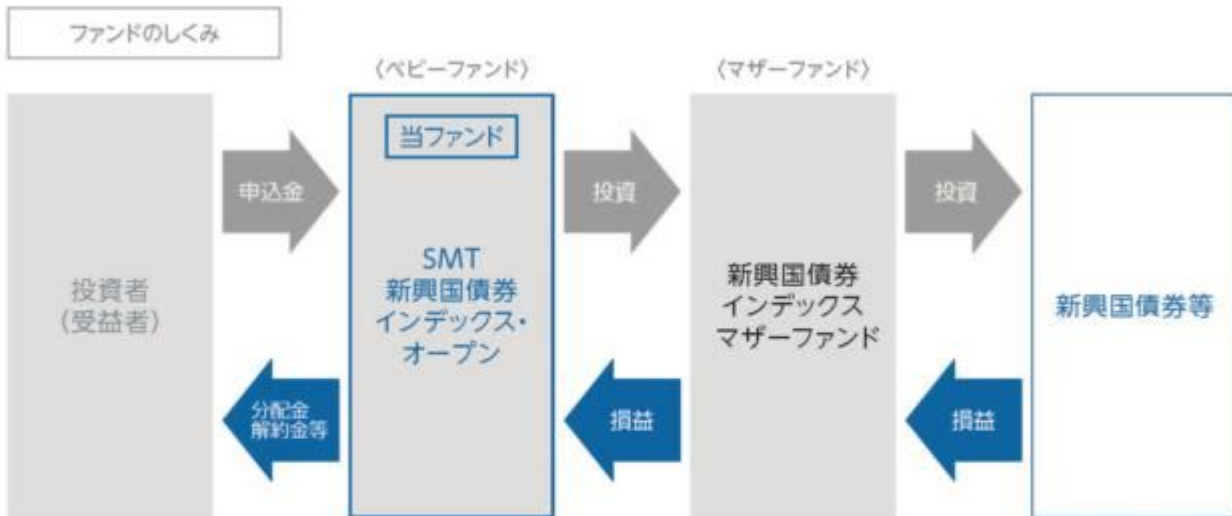 ファンドのしくみ
〈ベビーファンド〉
〈マザーファンド〉
投資者
(受益者)
申込金
分配金
解約金等
当ファンド
SMT
新興国債券
インデックス・
オープン
投資
損益
新興国債券
インデックス
マザーファンド
投資
損益
新興国債券等